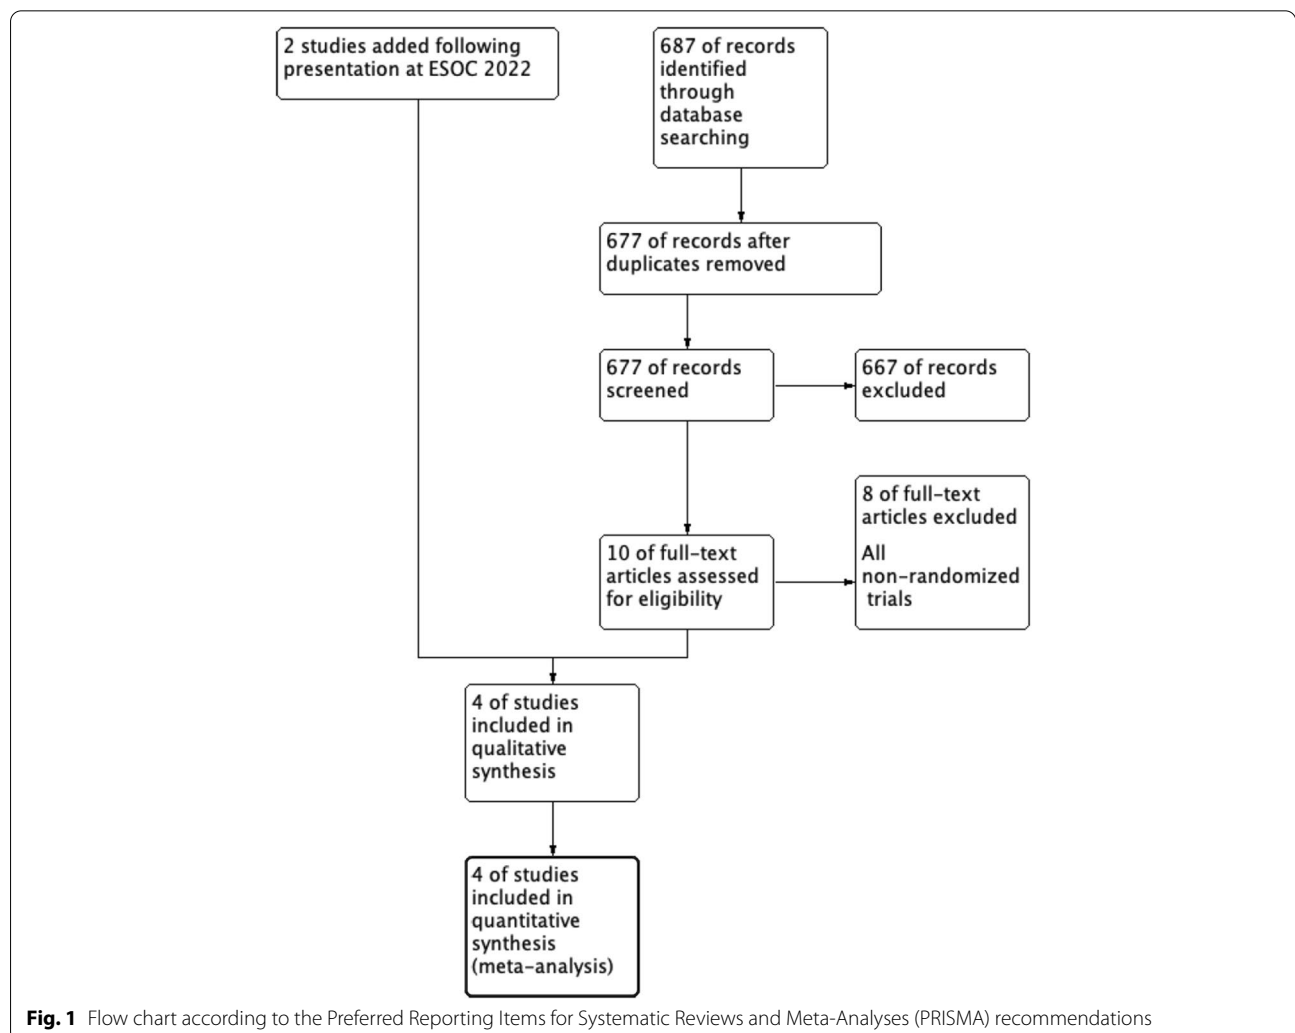 2 studies added following
presentation at ESOC 2022
687 of records
identified
through
database
searching
677 of records after
duplicates removed
677 of records
screened
667 of records
excluded
10 of full-text
articles assessed
for eligibility
8 of full-text
articles excluded
All
non-randomized
trials
4 of studies
included in
qualitative
synthesis
4 of studies
included in
quantitative
synthesis
(meta-analysis)
Fig. 1 Flow chart according to the Preferred Reporting Items for Systematic Reviews and Meta-Analyses (PRISMA) recommendations